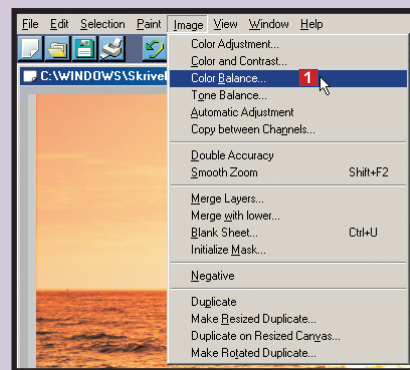 File Edit Selection Paint Image View Window Help
C:\WINDOWS\Skrivel
Color Adjustment...
Color and Contrast...
Color Balance... 1
Tone Balance...
Automatic Adjustment
Copy between Channels...
Double Accuracy
Smooth Zoom Shift+F2
Merge Layers...
Merge with lower...
Blank Sheet... Ctrl+U
Initialize Mask...
Negative
Duplicate
Make Resized Duplicate...
Duplicate on Resized Canvas...
Make Rotated Duplicate...